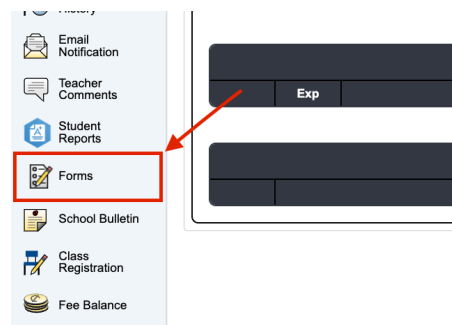 History
Email
Notification
Teacher
Comments
Exp
Student
Reports
Forms
School Bulletin
Class
Registration
Fee Balance